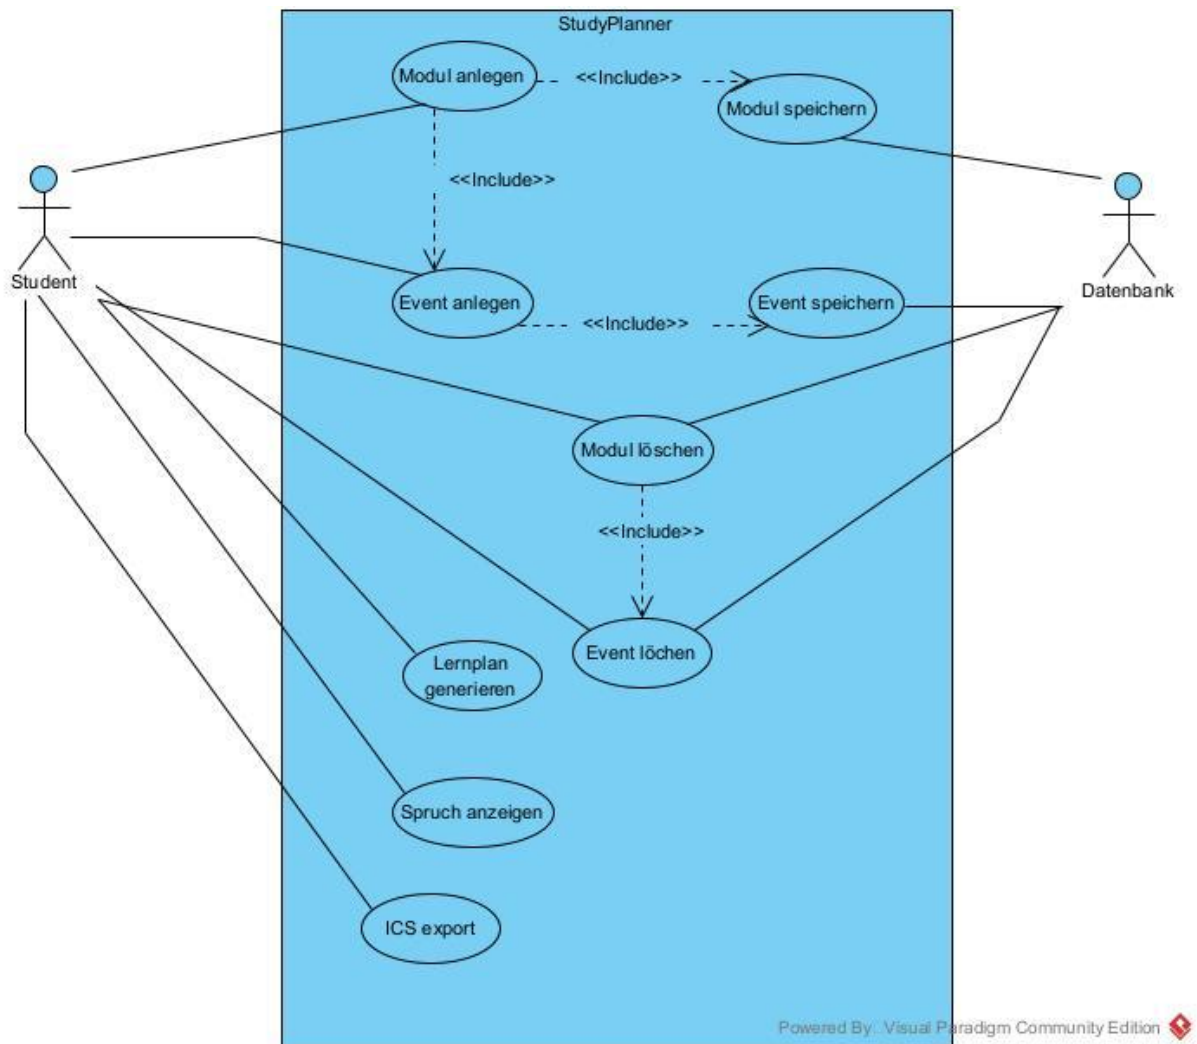 StudyPlanner
Modul anlegen
<<Include>>
Modul speichern
<<Include>>
Student
Datenbank
Event anlegen
<<Include>>
Event speichern
Modul löschen
<<Include>>
Event löchen
Lernplan
generieren
Spruch anzeigen
ICS export
Powered By: Visual Paradigm Community Edition